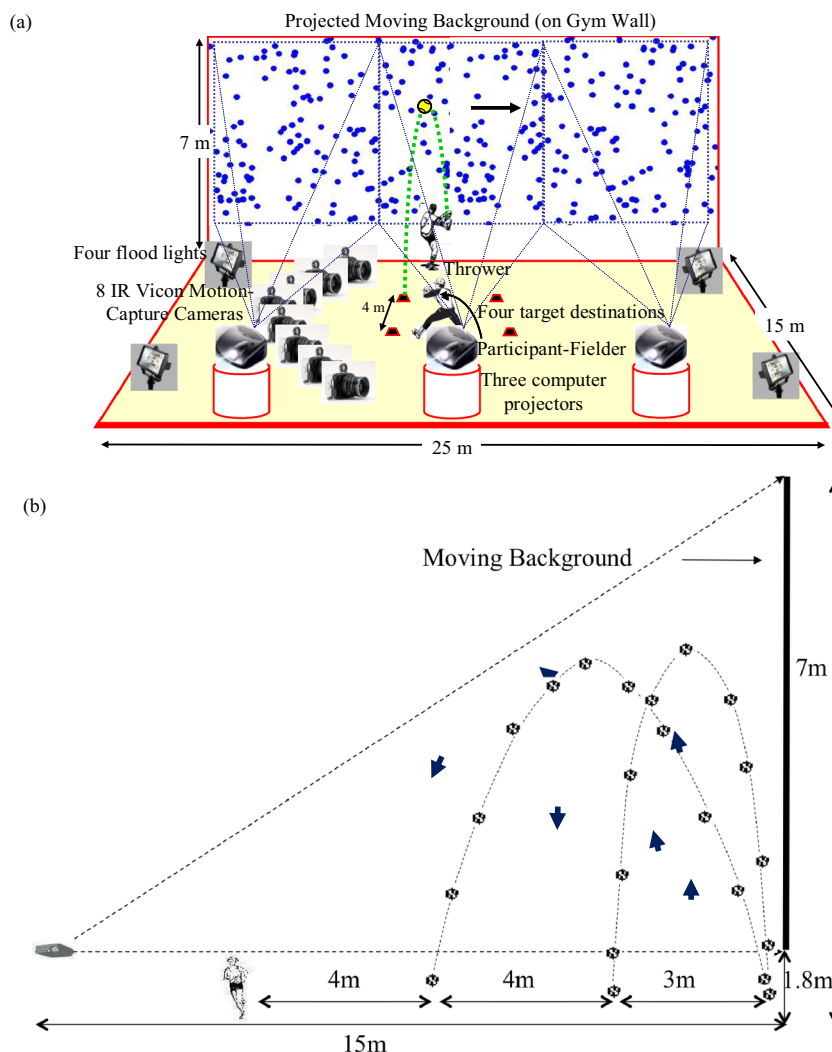 (a)
Projected Moving Background (on Gym Wall)
7 m
Four flood lights
Thrower
8 IR Vicon Motion-
Capture Cameras
4 m
Four target destinations
15 m
Participant-Fielder
Three computer
projectors
25 m
(b)
Moving Background
7m
4m
4m
3m
1.8m
15m